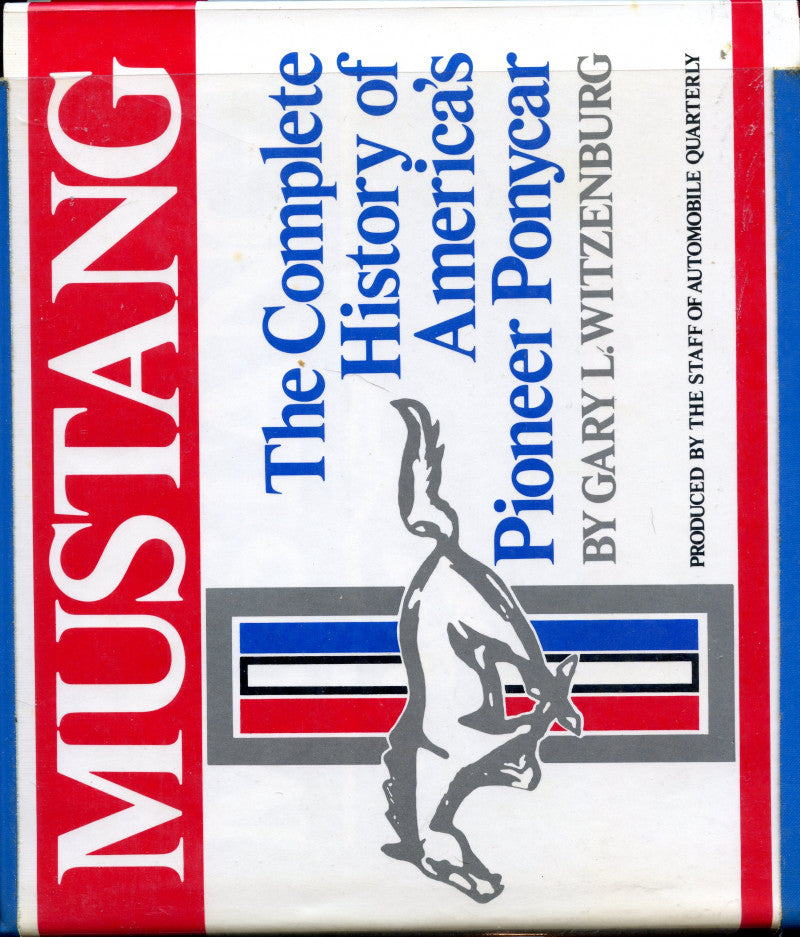 MUSTANG
The Complete
History of
America's
Pioneer Ponycar
BY GARY L. WITZENBURG
PRODUCED BY THE STAFF OF AUTOMOBILE QUARTERLY